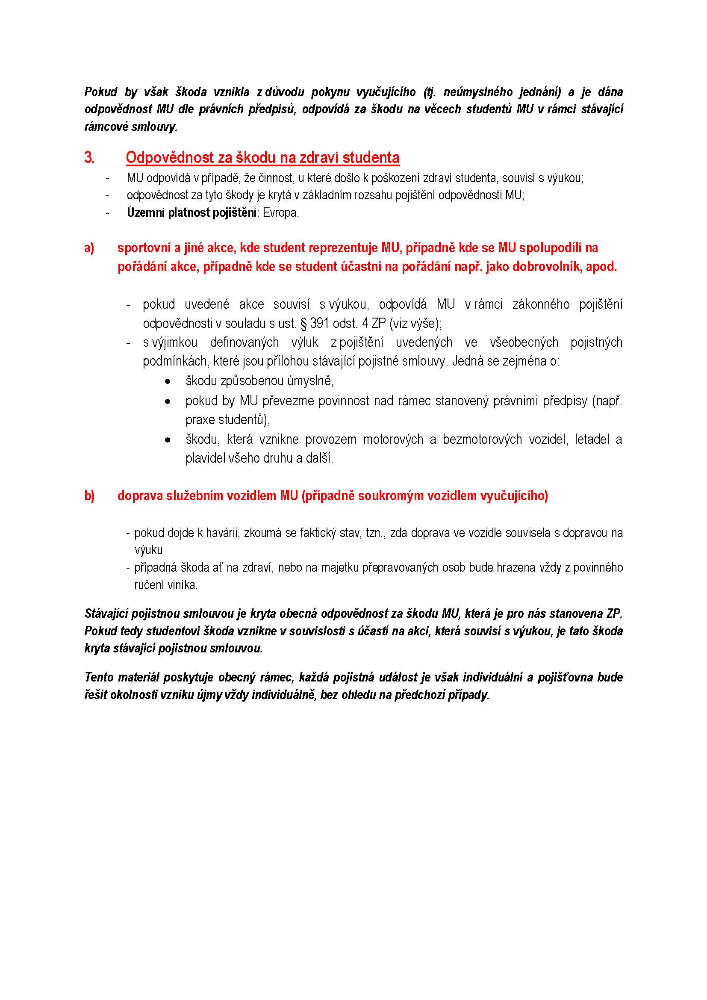 Pokud by však škoda vznikla z důvodu pokynu vyučujícího (tj. neúmyslného jednání) a je dána
odpovědnost MU dle právních předpisů, odpovídá za škodu na věcech studentů MU v rámci stávající
rámcové smlouvy.
3. Odpovědnost za škodu na zdraví studenta
- MU odpovídá v případě, že činnost, u které došlo k poškození zdraví studenta, souvisí s výukou;
- odpovědnost za tyto škody je krytá v základním rozsahu pojištění odpovědnosti MU;
- Územní platnost pojištění: Evropa.
a) sportovní a jiné akce, kde student reprezentuje MU, případně kde se MU spolupodílí na
pořádání akce, případně kde se student účastní na pořádání např. jako dobrovolník, apod.
- pokud uvedené akce souvisí s výukou, odpovídá MU v rámci zákonného pojištění
odpovědnosti v souladu s ust. § 391 odst. 4 ZP (viz výše);
- s výjimkou definovaných výluk z pojištění uvedených ve všeobecných pojistných
podmínkách, které jsou přílohou stávající pojistné smlouvy. Jedná se zejména o:
• škodu způsobenou úmyslně,
• pokud by MU převezme povinnost nad rámec stanovený právními předpisy (např.
praxe studentů),
• škodu, která vznikne provozem motorových a bezmotorových vozidel, letadel a
plavidel všeho druhu a další.
b) doprava služebním vozidlem MU (případně soukromým vozidlem vyučujícího)
- pokud dojde k havárii, zkoumá se faktický stav, tzn., zda doprava ve vozidle souvisela s dopravou na
výuku
- případná škoda ať na zdraví, nebo na majetku přepravovaných osob bude hrazena vždy z povinného
ručení viníka.
Stávající pojistnou smlouvou je kryta obecná odpovědnost za škodu MU, která je pro nás stanovena ZP.
Pokud tedy studentovi škoda vznikne v souvislosti s účastí na akci, která souvisí s výukou, je tato škoda
kryta stávající pojistnou smlouvou.
Tento materiál poskytuje obecný rámec, každá pojistná událost je však individuální a pojišťovna bude
řešit okolnosti vzniku újmy vždy individuálně, bez ohledu na předchozí případy.